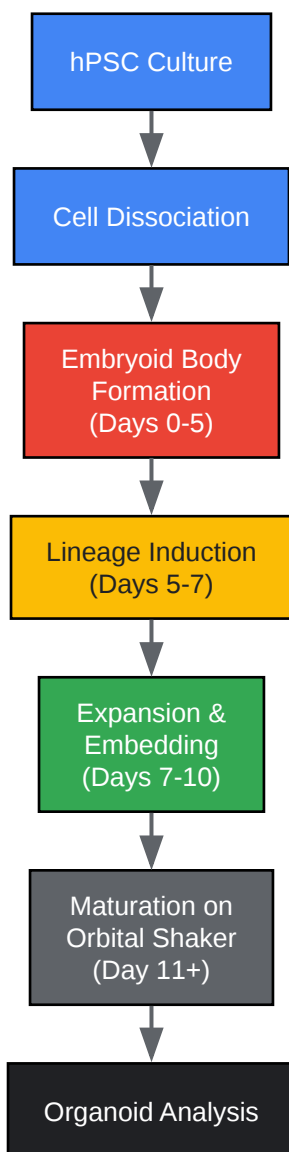 hPSC Culture
Cell Dissociation
Embryoid Body
Formation
(Days 0-5)
Lineage Induction
(Days 5-7)
Expansion &
Embedding
(Days 7-10)
Maturation on
Orbital Shaker
(Day 11+)
Organoid Analysis